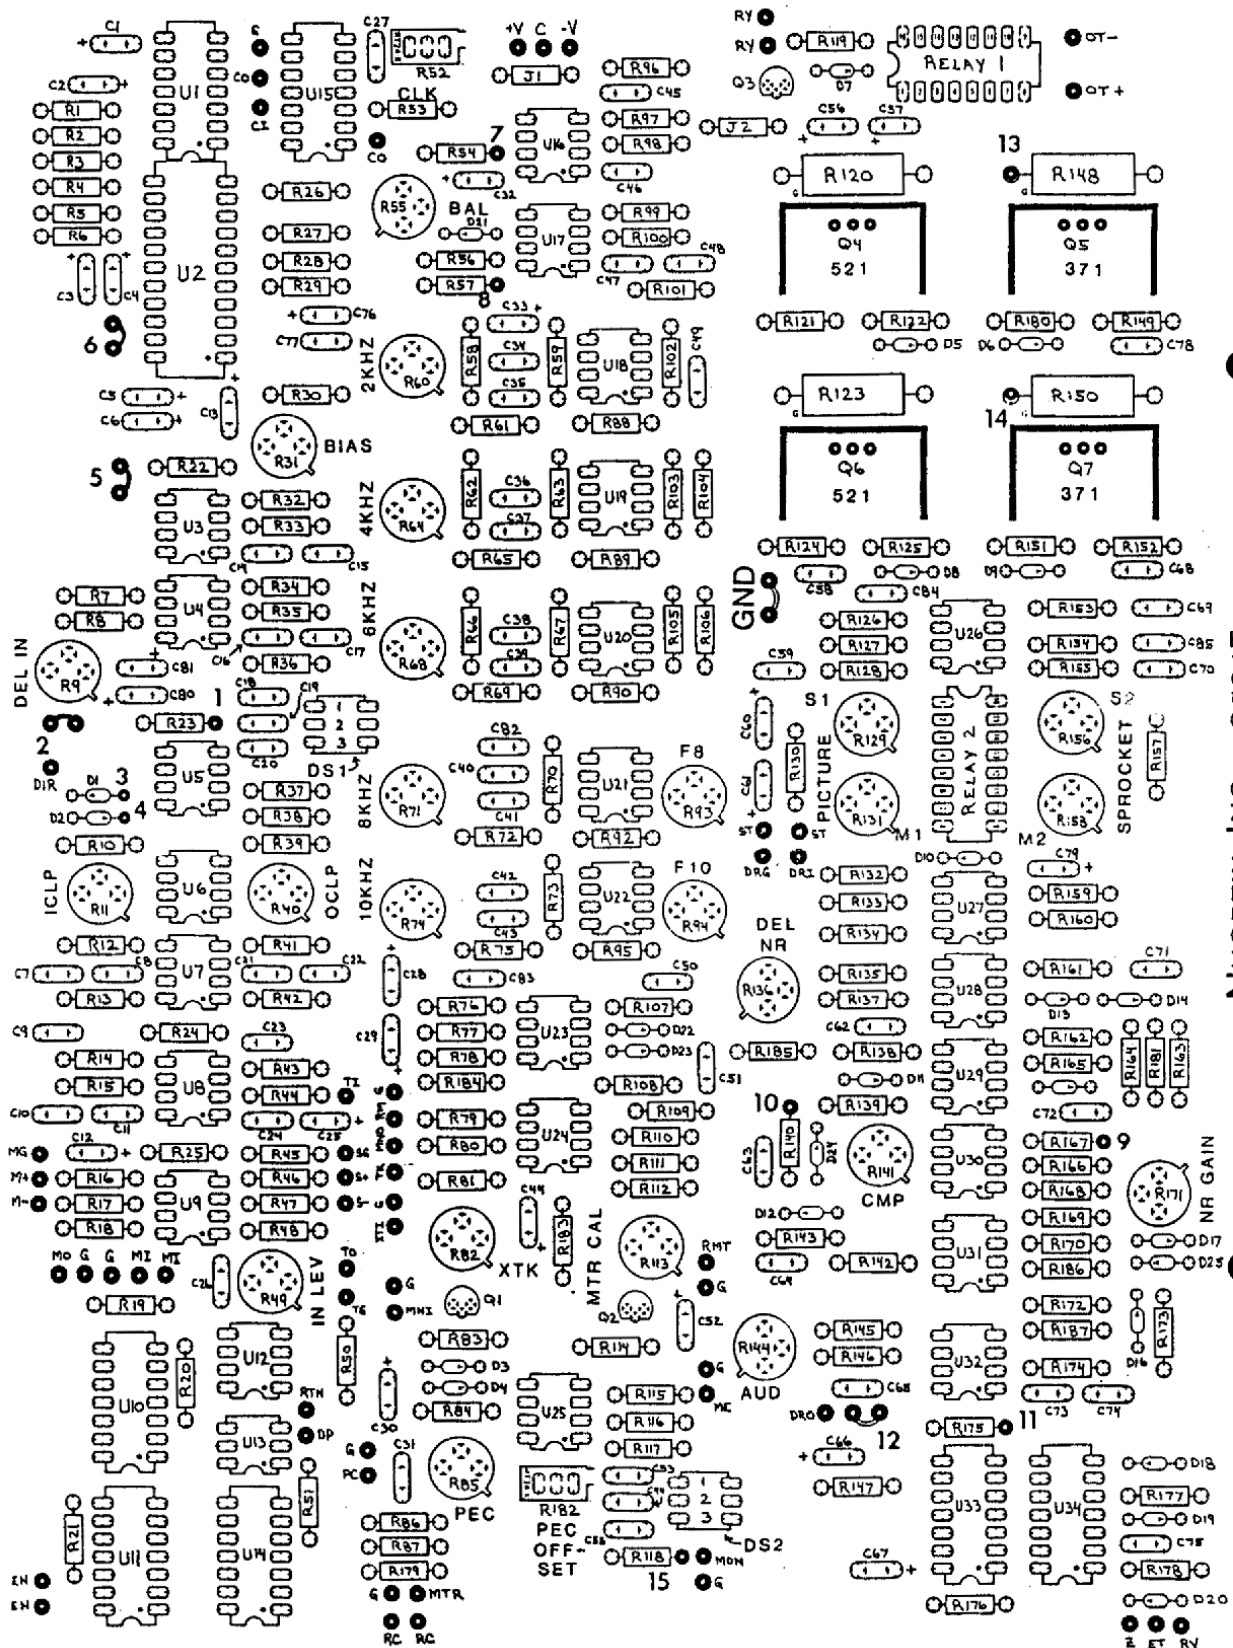 C1
C2
R1
R2
R3
R4
R5
R6
C3
C4
6
U1
U2
G
CO
CI
U15
C27
R52
CLK
R53
CO
+V C -V
J1
R96
C45
R97
R98
C46
7
R54
C32
U16
R55
BAL
D21
R56
R57
8
U17
R99
R100
C47
C48
R101
RY
RY
R119
Q3
D7
RELAY 1
OT-
OT+
J2
C56
C57
13
R120
G
R148
G
Q4
521
Q5
371
R121
R122
D5
R180
D6
R149
C78
R26
R27
R28
R29
C76
C77
R30
C5
C6
C13
R31
BIAS
2KHZ
R60
R58
C33
C34
C35
R59
U18
R102
C49
R61
R88
R123
G
14
R150
G
Q6
521
Q7
371
5
R22
U3
R32
R33
C14
C15
4KHZ
R64
R62
C36
C37
R63
U19
R103
R104
R65
R89
R124
R125
D8
C58
C84
R151
D9
R152
C68
R7
R8
U4
R34
R35
C16
C17
R36
6KHZ
R68
R66
C38
C39
R67
U20
R105
R106
R69
R90
GND
R126
R127
R128
C59
U26
R153
R154
R155
C69
C85
C70
DEL IN
R9
C81
C80
1
R23
C18
C19
C20
1
2
3
DS1
2
DIR
D1
3
D2
4
U5
R37
R38
R39
8KHZ
R71
C82
C40
C41
R70
U21
F8
R93
R72
R92
C60
C61
R130
PICTURE
S1
R129
R131
M1
RELAY 2
S2
R156
R158
M2
SPROCKET
R157
ST
ST
DRG
DRI
R10
ICLP
R11
U6
R40
OCLP
10KHZ
R74
C42
C43
R73
U22
F10
R94
R75
R95
D10
C79
R132
R133
R134
U27
R159
R160
R12
C7
C8
R13
U7
R41
C21
C22
R42
C28
C83
C50
DEL
NR
R136
R135
R137
C62
U28
R161
C71
D13
D14
C9
R24
C23
R14
R15
U8
R43
R44
C10
C11
C24
C25
TI
C29
G
RM
R76
R77
R78
R184
R79
R80
R81
U23
R107
D22
D23
R108
C51
R109
R110
R111
R112
U24
R185
R138
D11
R139
U29
R162
R165
C72
R164
R181
R163
10
R140
D24
C63
R141
CMP
U30
R167
9
R166
R168
R169
R170
R186
R171
NR GAIN
D17
D25
C12
MG
M+
M-
R25
R16
R17
R18
U9
R45
R46
R47
R48
SG
S+
S-
C44
R183
R82
XTK
MTR CAL
R113
RMT
G
D12
R143
C64
R142
U31
MO G G MI MI
R19
C26
R49
IN LEV
TO
TG
G
MNI
Q1
Q2
R83
D3
D4
R84
R114
C52
R144
AUD
R145
R146
C65
U32
R172
R187
R174
C73
C74
D16
R173
U10
R20
U12
R50
RTN
DP
U13
C30
G
PC
C31
R85
PEC
U25
R115
R116
R117
G
DRO
12
R175
11
C66
R147
C67
U33
U34
D18
R177
D19
C75
R178
D20
R21
U11
U14
R51
R182
PEC
OFF-
SET
C53
1
2
3
DS2
R118
15
MON
G
R86
R87
R179
G
MTR
RC
RC
EN
EN
R176
Z
ET
RY